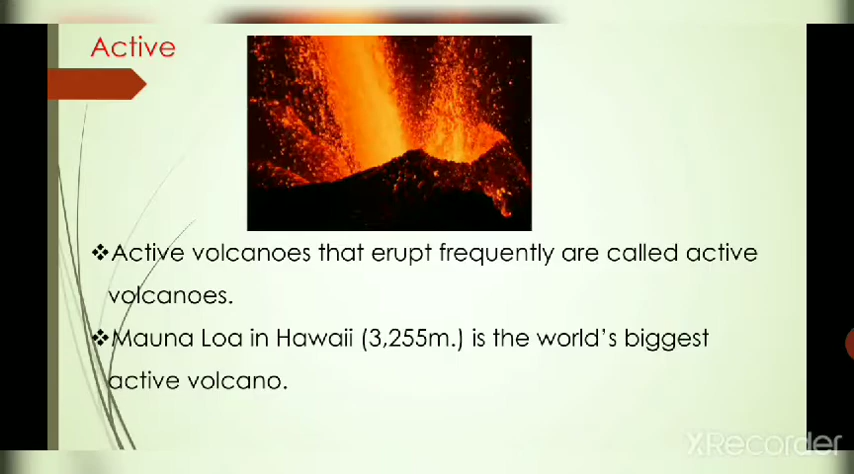 Active
❖Active volcanoes that erupt frequently are called active
volcanoes.
❖Mauna Loa in Hawaii (3,255m.) is the world’s biggest
active volcano.
XRecorder